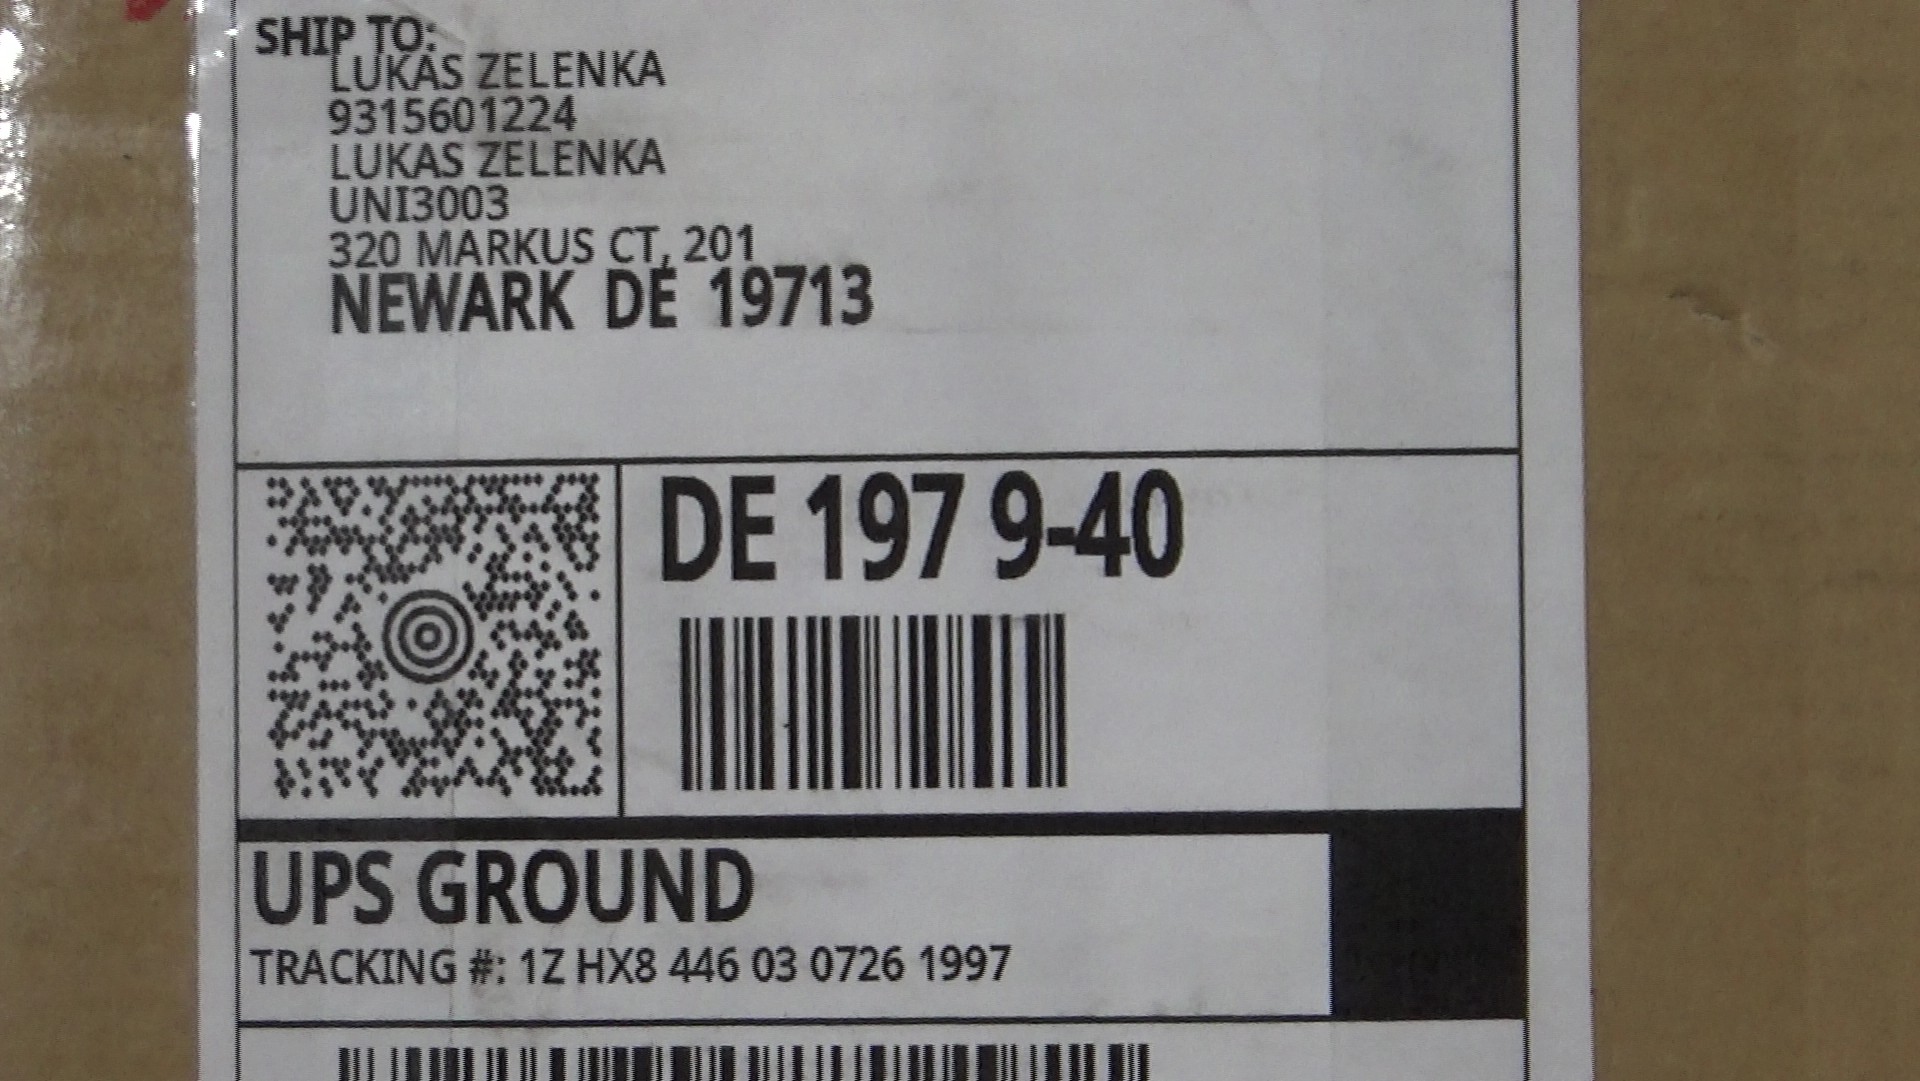 SHIP TO:
LUKAS ZELENKA
9315601224
LUKAS ZELENKA
UNI3003
320 MARKUS CT, 201
NEWARK DE 19713
DE 197 9-40
UPS GROUND
TRACKING #: 1Z HX8 446 03 0726 1997